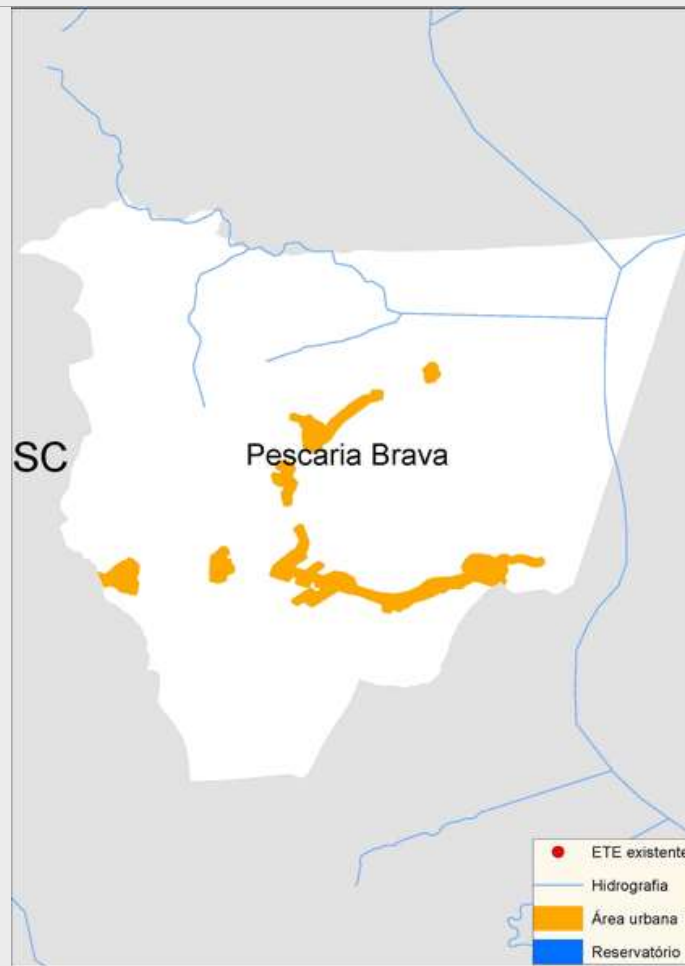 SC
Pescaria Brava
ETE existente
Hidrografia
Área urbana
Reservatório